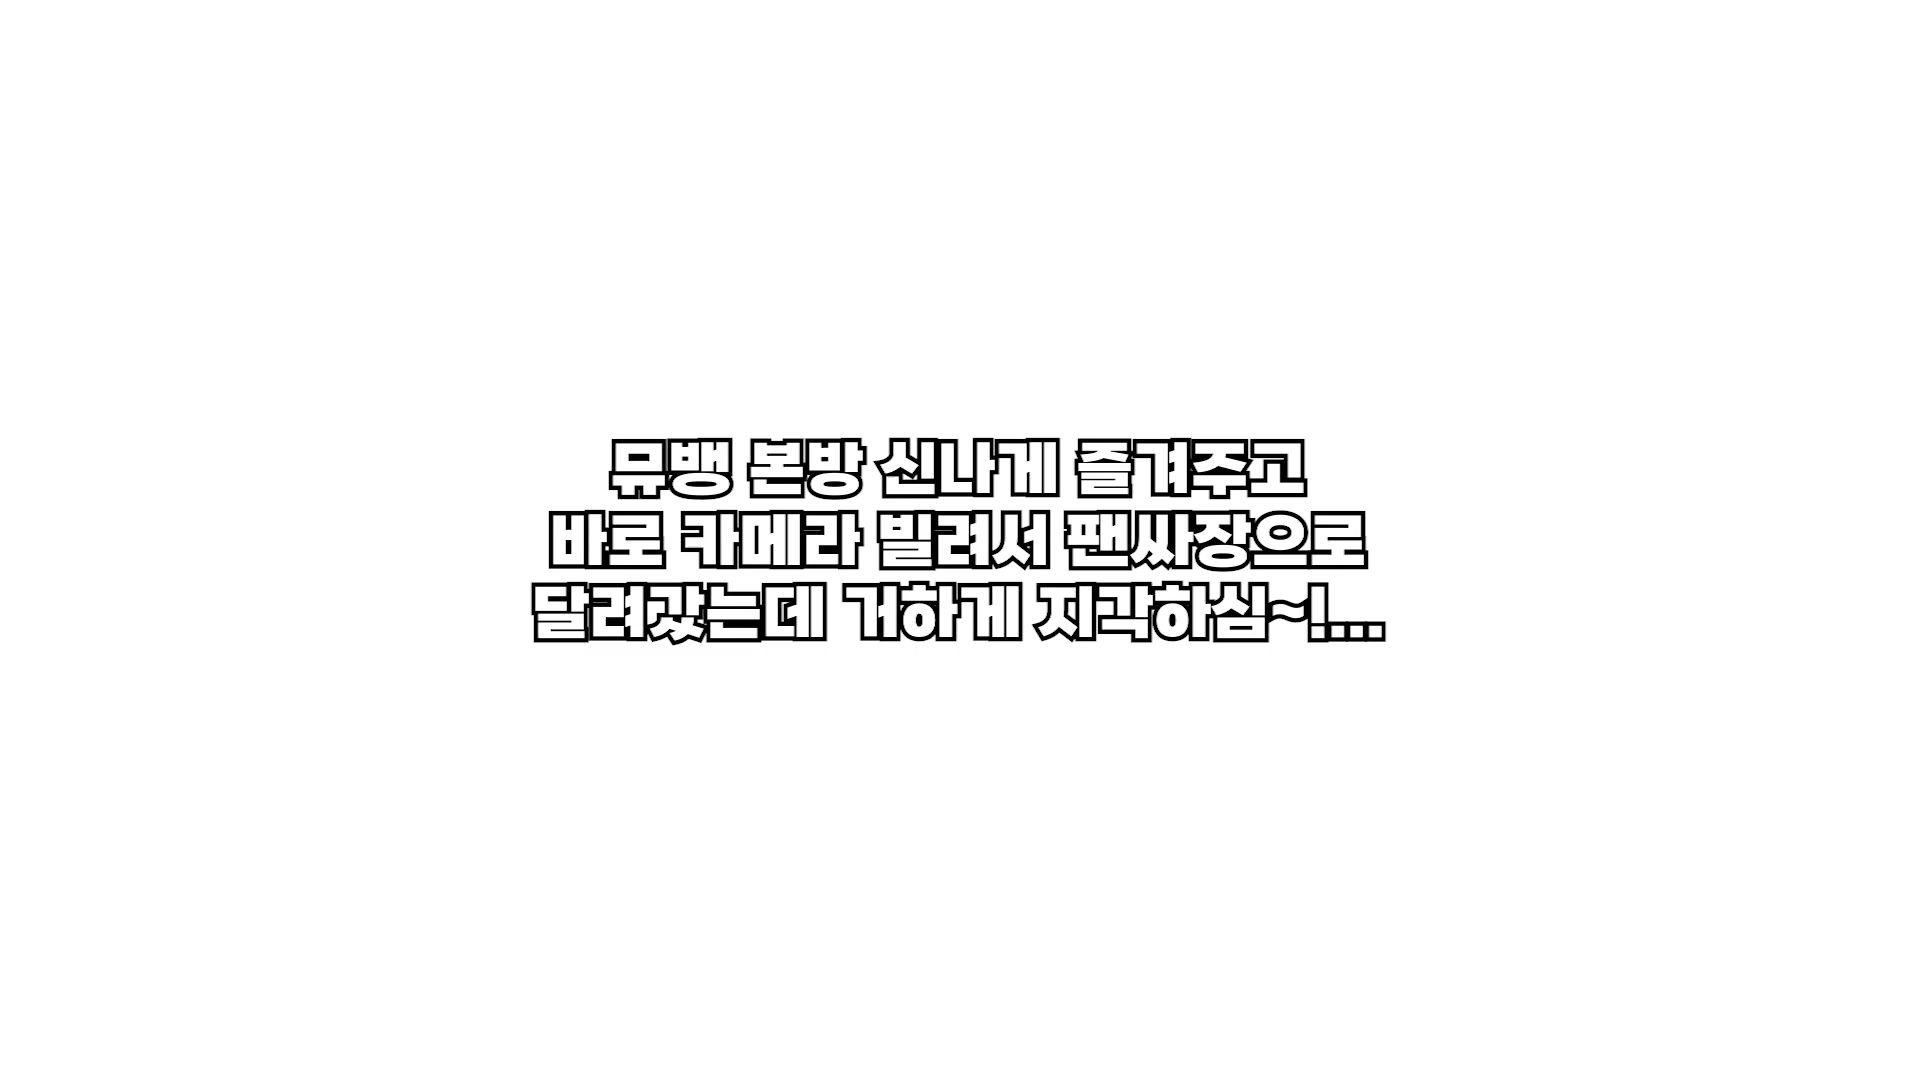 뮤뱅 본방 신나게 즐겨주고
바로 카메라 빌려서 팬싸장으로
달려갔는데 거하게 지각하심~!...